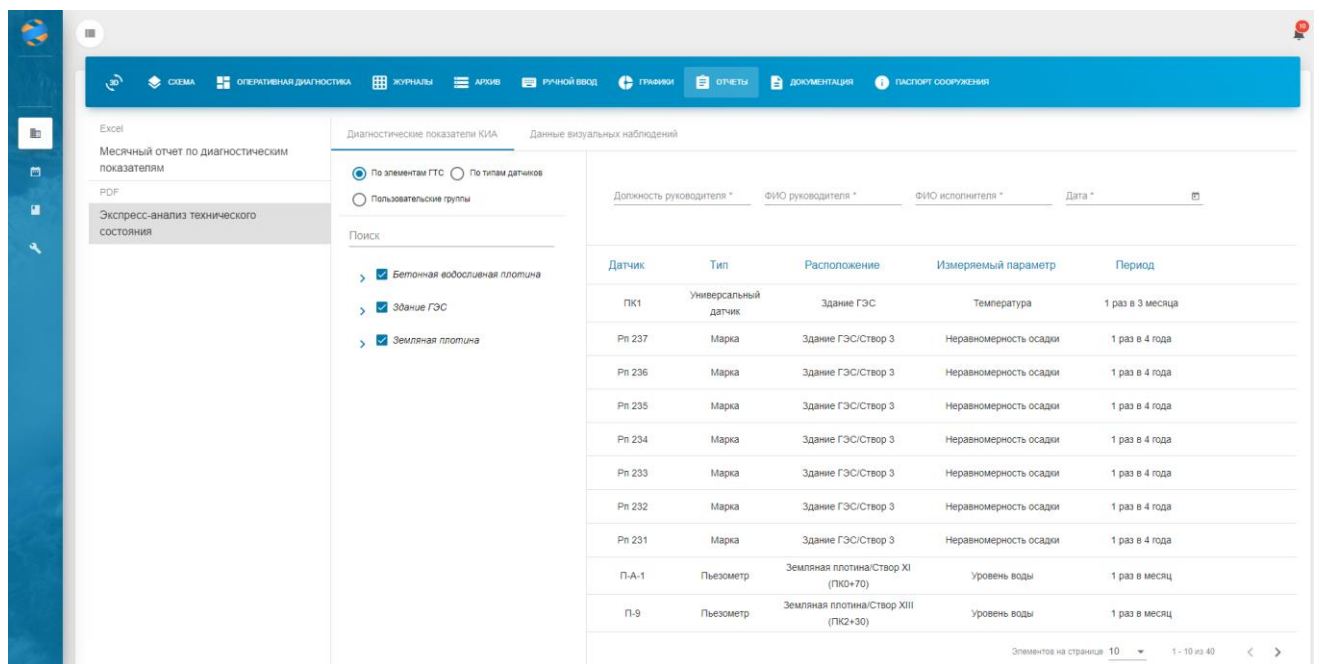 10
3D СХЕМА ОПЕРАТИВНАЯ ДИАГНОСТИКА ЖУРНАЛЫ АРХИВ РУЧНОЙ ВВОД ГРАФИКИ ОТЧЕТЫ ДОКУМЕНТАЦИЯ ПАСПОРТ СООРУЖЕНИЯ
Excel
Месячный отчет по диагностическим
показателям
PDF
Экспресс-анализ технического
состояния
Диагностические показатели КИА Данные визуальных наблюдений
По элементам ГТС По типам датчиков
Пользовательские группы
Поиск
Бетонная водосливная плотина
Здание ГЭС
Земляная плотина
Должность руководителя * ФИО руководителя * ФИО исполнителя * Дата *
Датчик Тип Расположение Измеряемый параметр Период
ПК1 Универсальный датчик Здание ГЭС Температура 1 раз в 3 месяца
Рп 237 Марка Здание ГЭС/Створ 3 Неравномерность осадки 1 раз в 4 года
Рп 236 Марка Здание ГЭС/Створ 3 Неравномерность осадки 1 раз в 4 года
Рп 235 Марка Здание ГЭС/Створ 3 Неравномерность осадки 1 раз в 4 года
Рп 234 Марка Здание ГЭС/Створ 3 Неравномерность осадки 1 раз в 4 года
Рп 233 Марка Здание ГЭС/Створ 3 Неравномерность осадки 1 раз в 4 года
Рп 232 Марка Здание ГЭС/Створ 3 Неравномерность осадки 1 раз в 4 года
Рп 231 Марка Здание ГЭС/Створ 3 Неравномерность осадки 1 раз в 4 года
П-А-1 Пьезометр Земляная плотина/Створ XI (ПК0+70) Уровень воды 1 раз в месяц
П-9 Пьезометр Земляная плотина/Створ XIII (ПК2+30) Уровень воды 1 раз в месяц
Элементов на странице 10 1 - 10 из 40